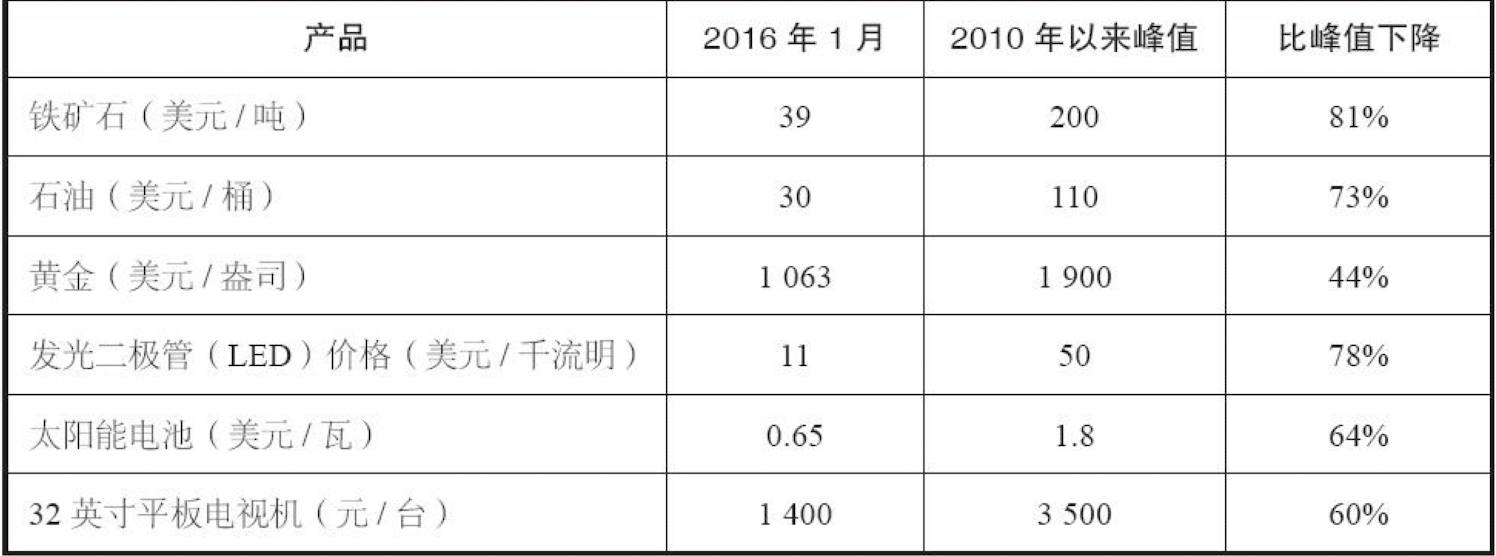 产品 2016 年 1 月 2010 年以来峰值 比峰值下降
铁矿石（美元 / 吨） 39 200 81%
石油（美元 / 桶） 30 110 73%
黄金（美元 / 盎司） 1 063 1 900 44%
发光二极管（LED）价格（美元 / 千流明） 11 50 78%
太阳能电池（美元 / 瓦） 0.65 1.8 64%
32 英寸平板电视机（元 / 台） 1 400 3 500 60%